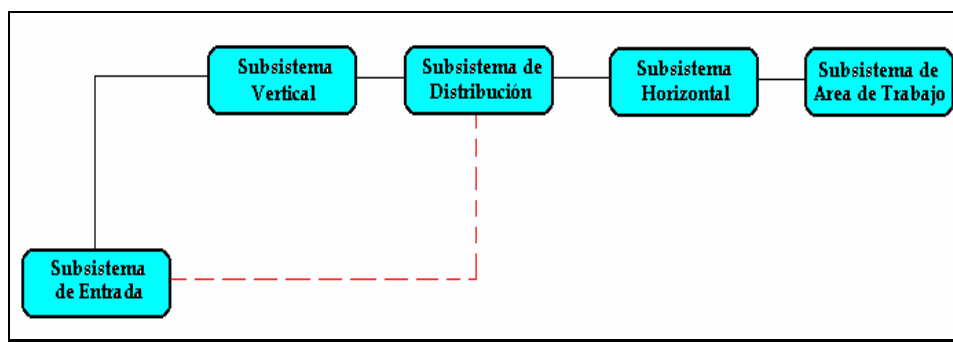 Subsistema
Vertical
Subsistema de
Distribución
Subsistema
Horizontal
Subsistema de
Area de Trabajo
Subsistema
de Entrada